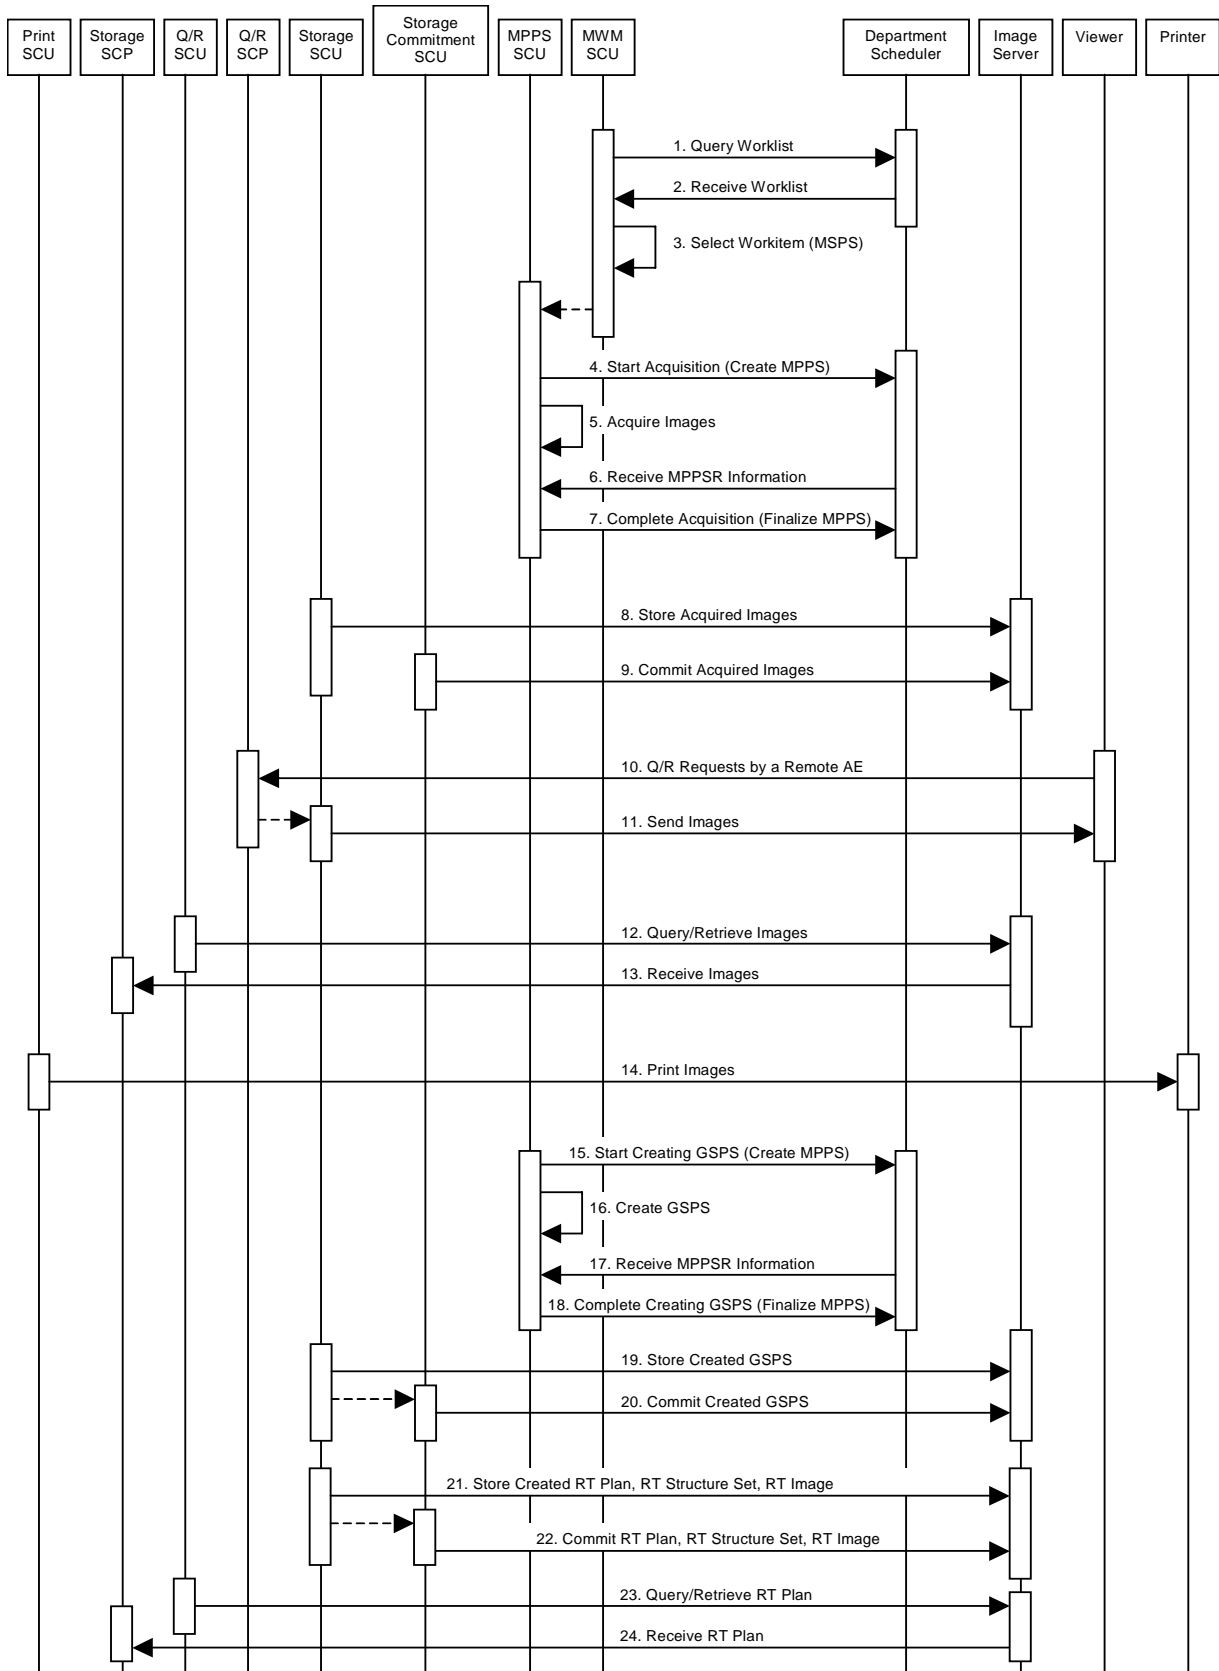 Print
SCU
Storage
SCP
Q/R
SCU
Q/R
SCP
Storage
SCU
Storage
Commitment
SCU
MPPS
SCU
MWM
SCU
Department
Scheduler
Image
Server
Viewer
Printer
1. Query Worklist
2. Receive Worklist
3. Select Workitem (MSPS)
4. Start Acquisition (Create MPPS)
5. Acquire Images
6. Receive MPPSR Information
7. Complete Acquisition (Finalize MPPS)
8. Store Acquired Images
9. Commit Acquired Images
10. Q/R Requests by a Remote AE
11. Send Images
12. Query/Retrieve Images
13. Receive Images
14. Print Images
15. Start Creating GSPS (Create MPPS)
16. Create GSPS
17. Receive MPPSR Information
18. Complete Creating GSPS (Finalize MPPS)
19. Store Created GSPS
20. Commit Created GSPS
21. Store Created RT Plan, RT Structure Set, RT Image
22. Commit RT Plan, RT Structure Set, RT Image
23. Query/Retrieve RT Plan
24. Receive RT Plan